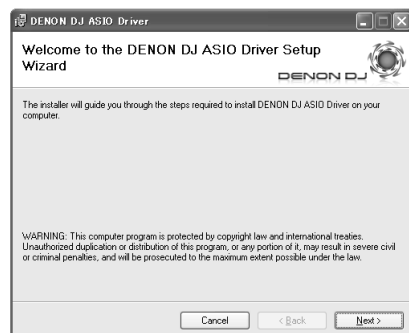 DENON DJ ASIO Driver
Welcome to the DENON DJ ASIO Driver Setup
Wizard
DENON DJ
The installer will guide you through the steps required to install DENON DJ ASIO Driver on your
computer.
WARNING: This computer program is protected by copyright law and international treaties.
Unauthorized duplication or distribution of this program, or any portion of it, may result in severe civil
or criminal penalties, and will be prosecuted to the maximum extent possible under the law.
Cancel < Back Next >